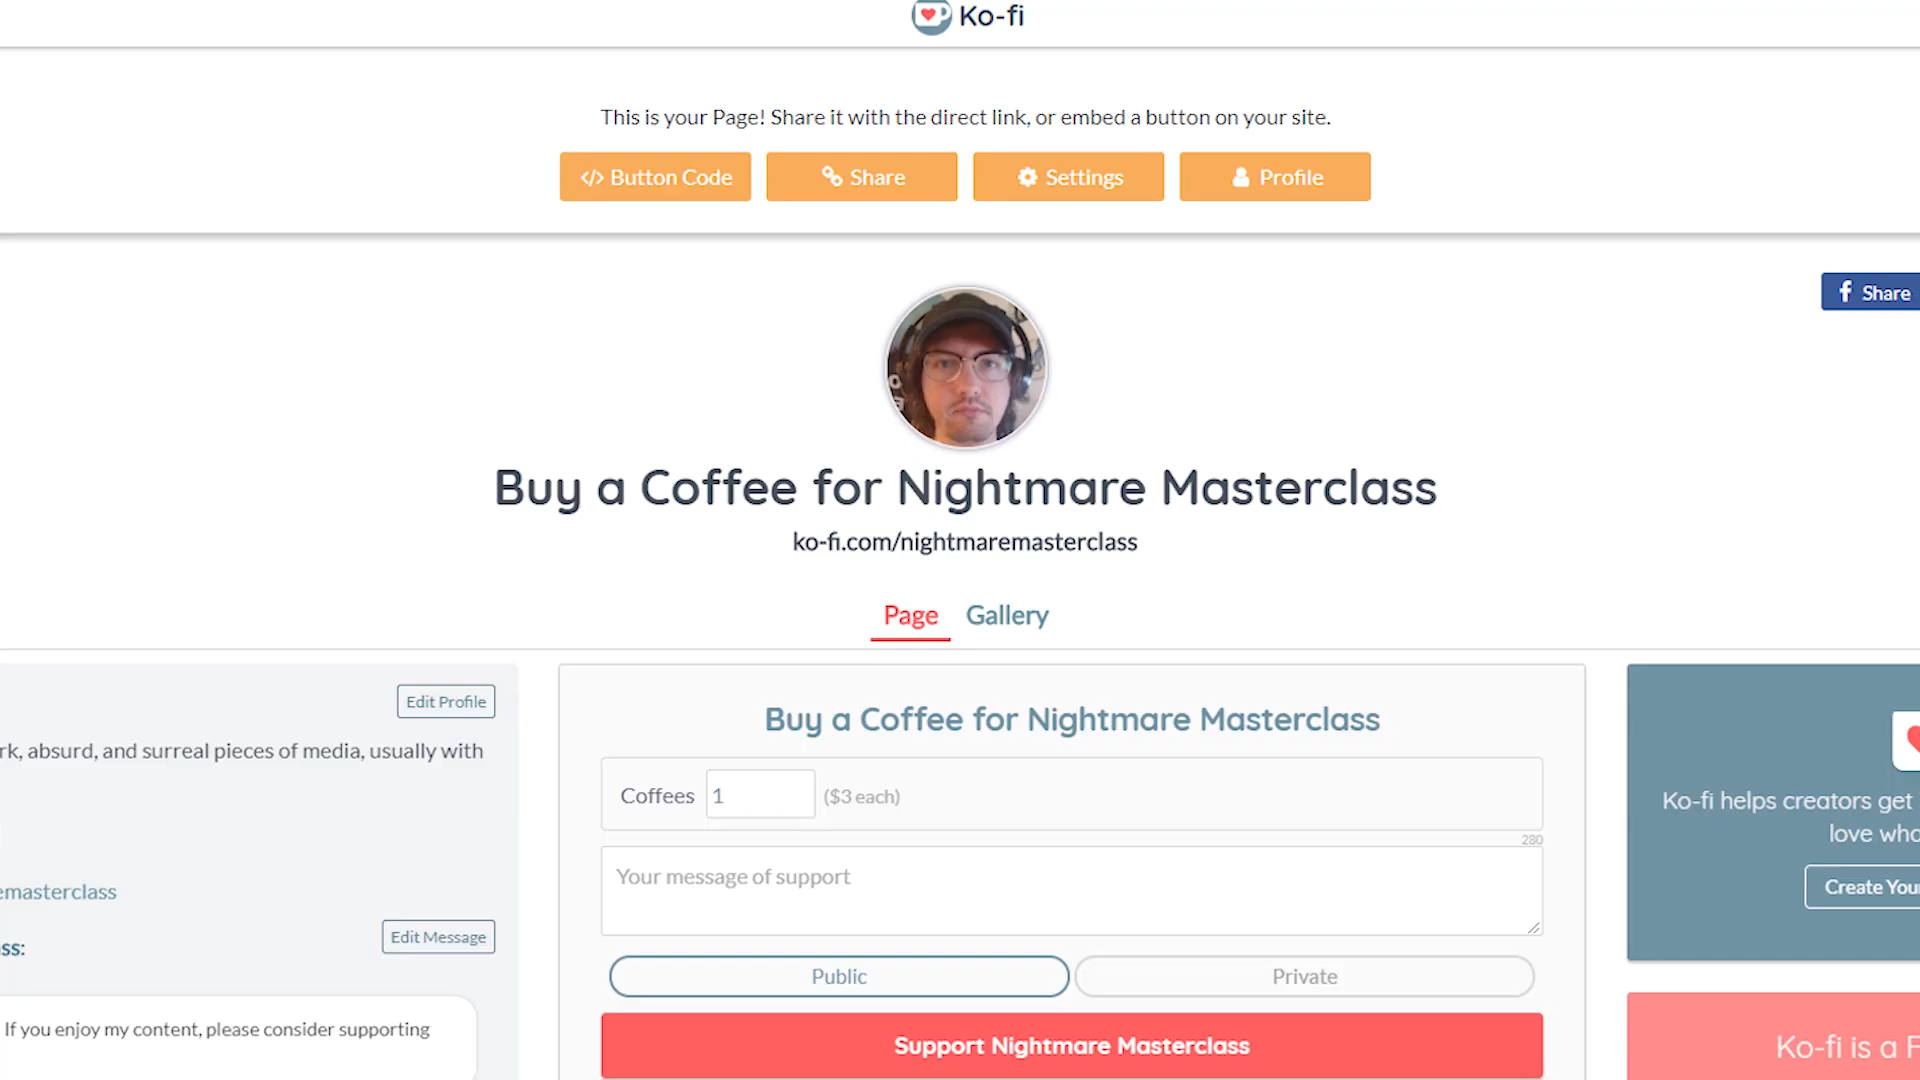 Ko-fi
This is your Page! Share it with the direct link, or embed a button on your site.
</> Button Code
Share
Settings
Profile
f Share
Buy a Coffee for Nightmare Masterclass
ko-fi.com/nightmaremasterclass
Page Gallery
Edit Profile
rk, absurd, and surreal pieces of media, usually with
emasterclass
ss:
Edit Message
If you enjoy my content, please consider supporting
Buy a Coffee for Nightmare Masterclass
Coffees 1 ($3 each)
280
Your message of support
Public
Private
Support Nightmare Masterclass
Ko-fi helps creators get
love wha
Create You
Ko-fi is a F